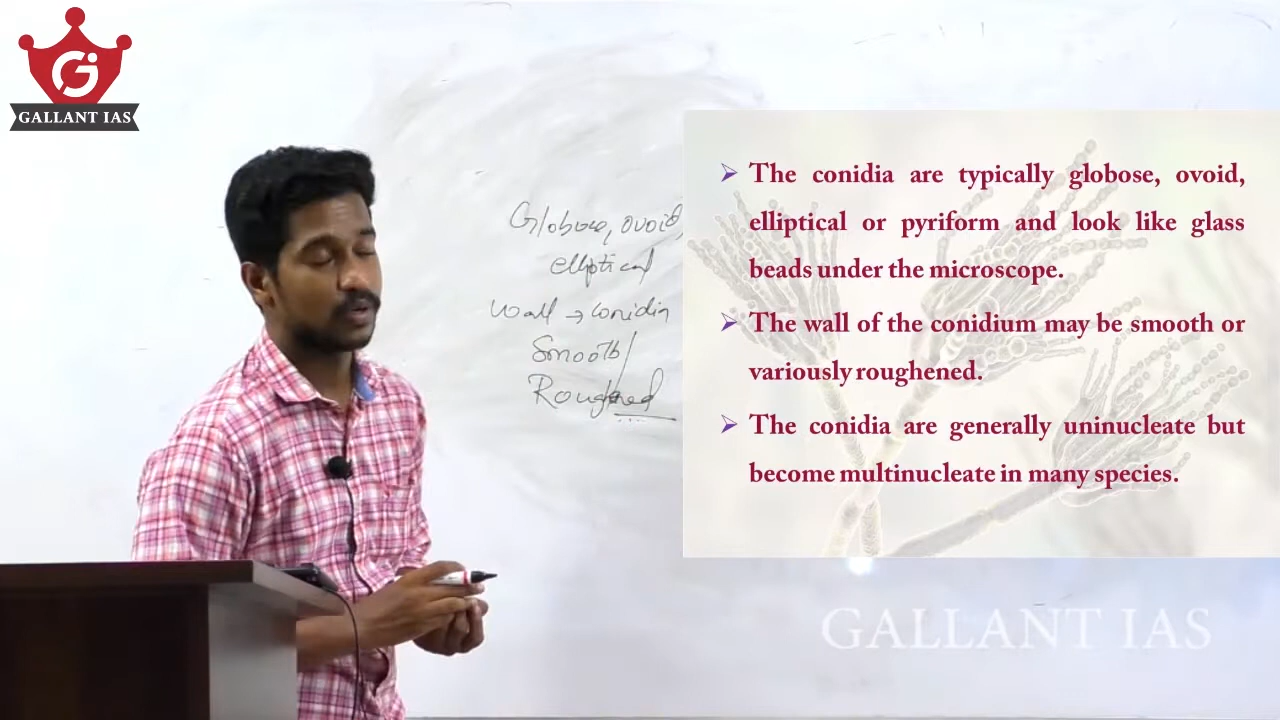 GALLANT IAS
Globose, ovoid,
elliptical
Wall → Conidia
Smooth/
Roughened
➢ The conidia are typically globose, ovoid,
elliptical or pyriform and look like glass
beads under the microscope.
➢ The wall of the conidium may be smooth or
variously roughened.
➢ The conidia are generally uninucleate but
become multinucleate in many species.
GALLANT IAS